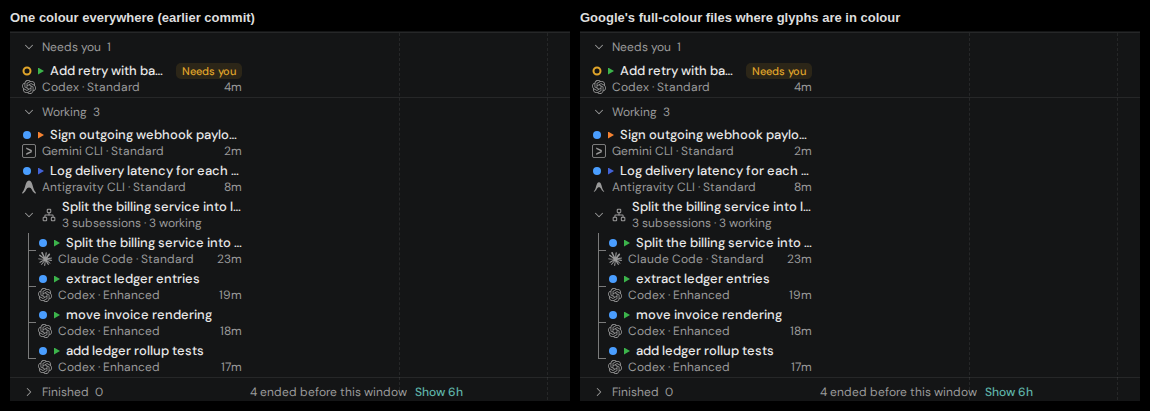 One colour everywhere (earlier commit)
Needs you 1
Add retry with ba… Needs you
Codex · Standard 4m
Working 3
Sign outgoing webhook paylo…
Gemini CLI · Standard 2m
Log delivery latency for each …
Antigravity CLI · Standard 8m
Split the billing service into l…
3 subsessions · 3 working
Split the billing service into …
Claude Code · Standard 23m
extract ledger entries
Codex · Enhanced 19m
move invoice rendering
Codex · Enhanced 18m
add ledger rollup tests
Codex · Enhanced 17m
Finished 0 4 ended before this window Show 6h
Google's full-colour files where glyphs are in colour
Needs you 1
Add retry with ba… Needs you
Codex · Standard 4m
Working 3
Sign outgoing webhook paylo…
Gemini CLI · Standard 2m
Log delivery latency for each …
Antigravity CLI · Standard 8m
Split the billing service into l…
3 subsessions · 3 working
Split the billing service into …
Claude Code · Standard 23m
extract ledger entries
Codex · Enhanced 19m
move invoice rendering
Codex · Enhanced 18m
add ledger rollup tests
Codex · Enhanced 17m
Finished 0 4 ended before this window Show 6h